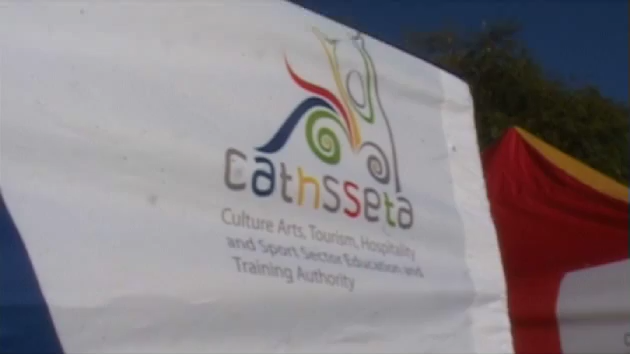 cathsseta
Culture Arts, Tourism, Hospitality
and Sport Sector Education and
Training Authority